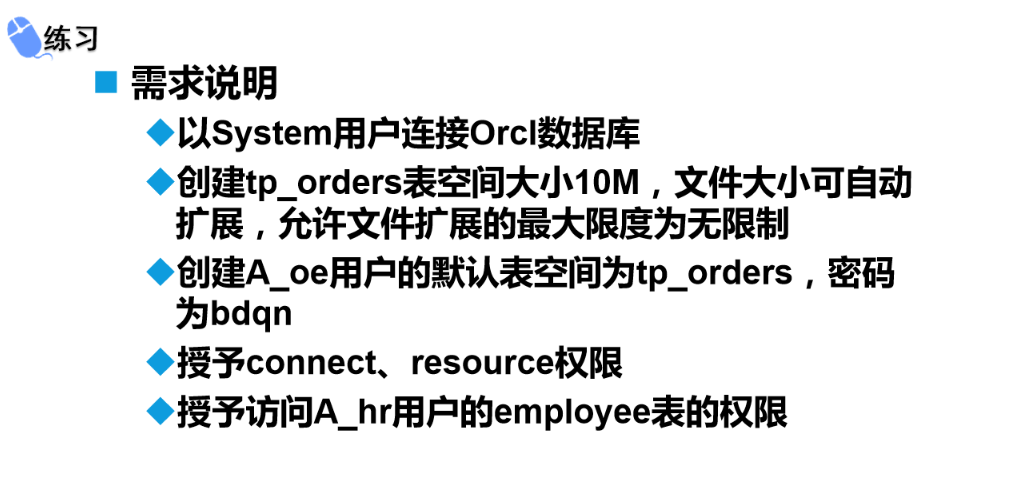 练习
需求说明
以System用户连接Orcl数据库
创建tp_orders表空间大小10M，文件大小可自动
扩展，允许文件扩展的最大限度为无限制
创建A_oe用户的默认表空间为tp_orders，密码
为bdqn
授予connect、resource权限
授予访问A_hr用户的employee表的权限